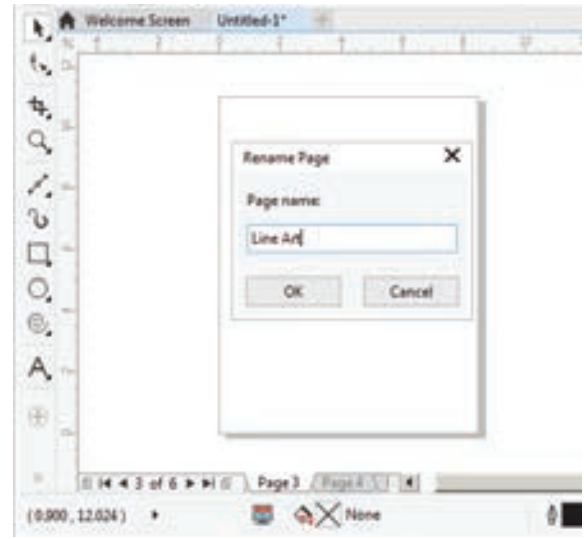 Welcome Screen Untitled-1*
Rename Page
Page name:
Line Art
OK Cancel
3 of 6 Page 3 Page 4
(0.900, 12.024) None